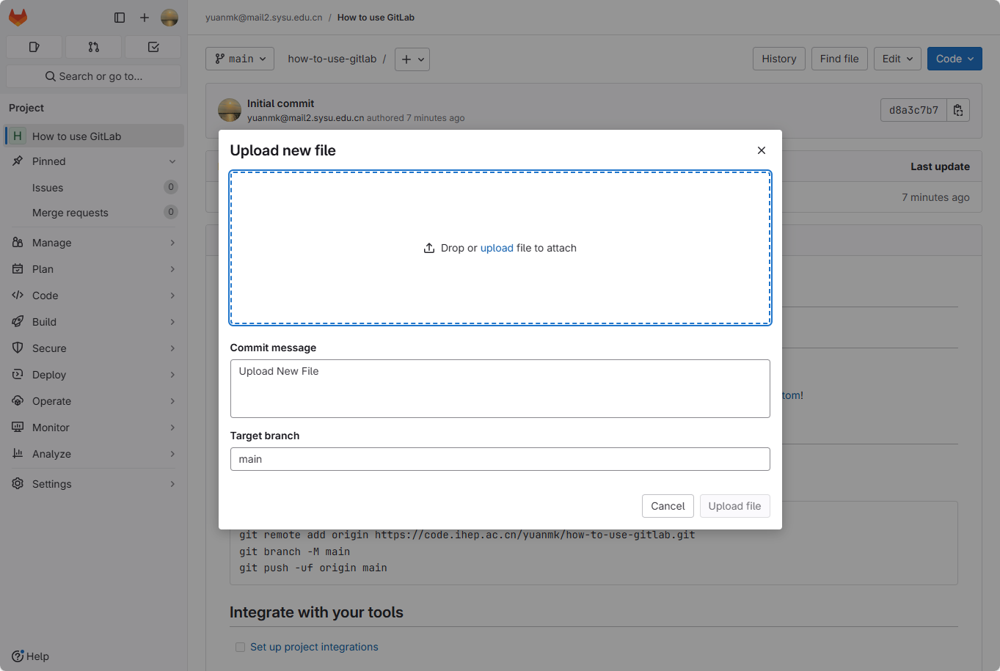 yuanmk@mail2.sysu.edu.cn / How to use GitLab
Search or go to...
Project
H How to use GitLab
Pinned
Issues 0
Merge requests 0
Manage
Plan
Code
Build
Secure
Deploy
Operate
Monitor
Analyze
Settings
Help
main
how-to-use-gitlab /
History
Find file
Edit
Code
Initial commit
yuanmk@mail2.sysu.edu.cn authored 7 minutes ago
d8a3c7b7
Last update
7 minutes ago
Upload new file
Drop or upload file to attach
Commit message
Upload New File
Target branch
main
Cancel
Upload file
tom!
git remote add origin https://code.ihep.ac.cn/yuanmk/how-to-use-gitlab.git
git branch -M main
git push -uf origin main
Integrate with your tools
Set up project integrations